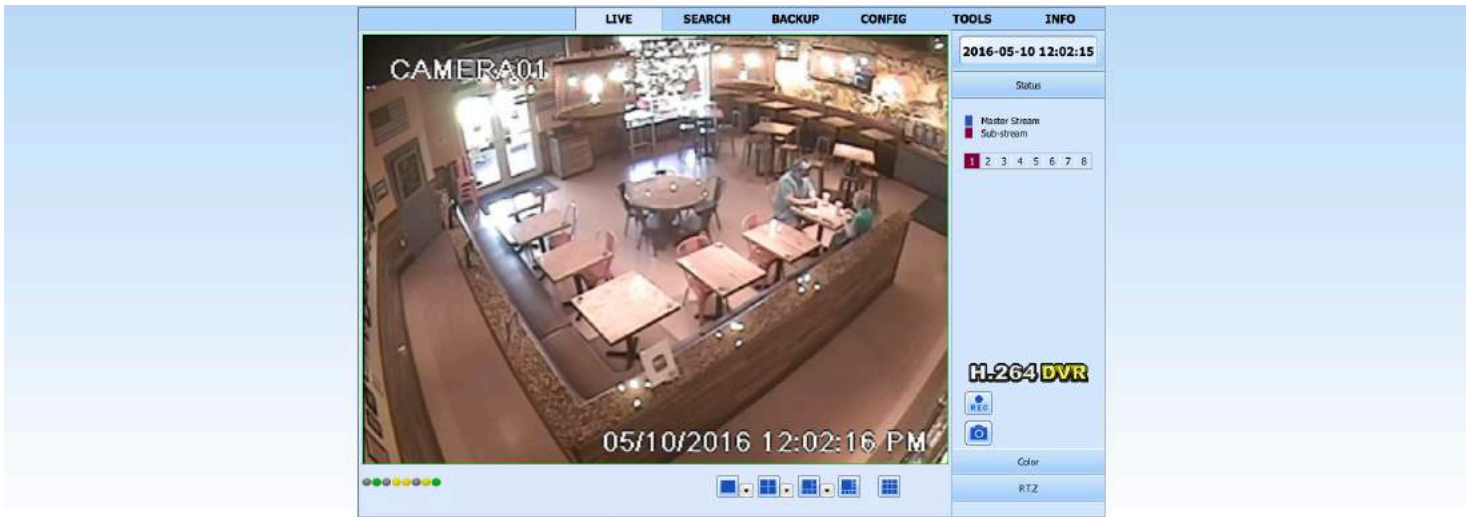 LIVE SEARCH BACKUP CONFIG TOOLS INFO
CAMERA01
2016-05-10 12:02:15
Status
Master Stream
Sub-stream
1 2 3 4 5 6 7 8
H.264 DVR
REC
05/10/2016 12:02:16 PM
Color
P.T.Z